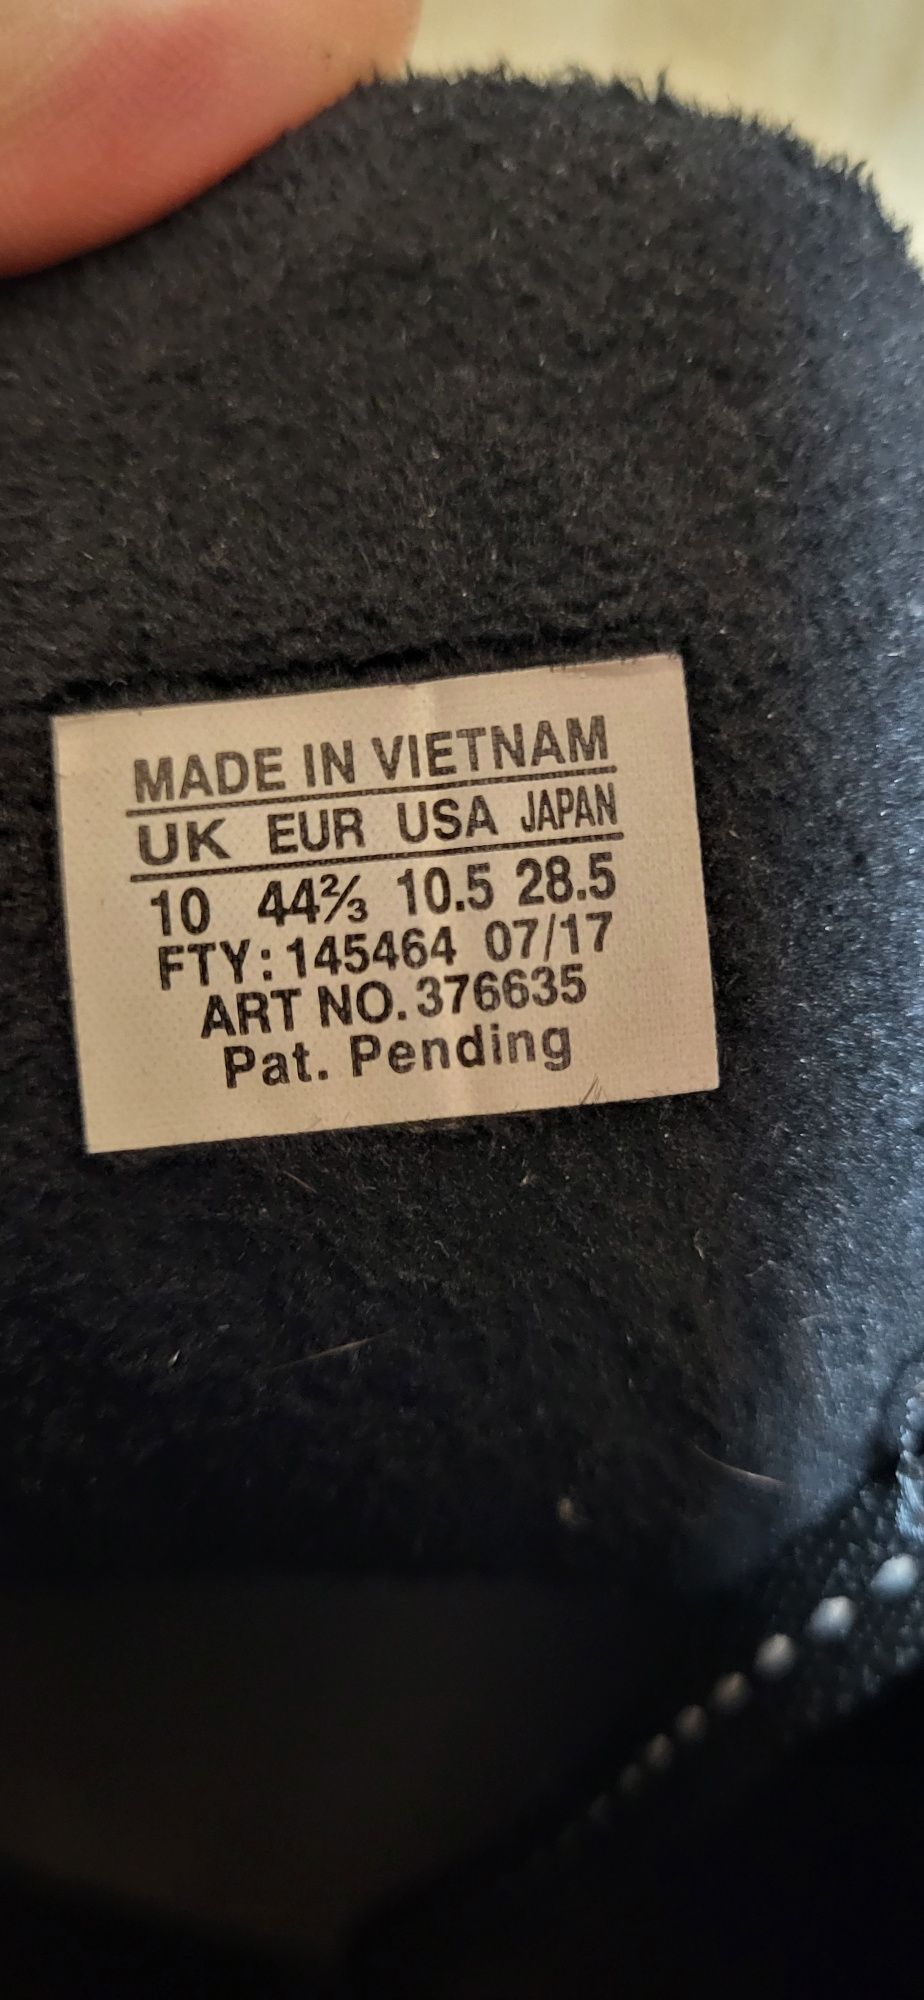 MADE IN VIETNAM
UK EUR USA JAPAN
10 44⅔ 10.5 28.5
FTY: 145464 07/17
ART NO. 376635
Pat. Pending